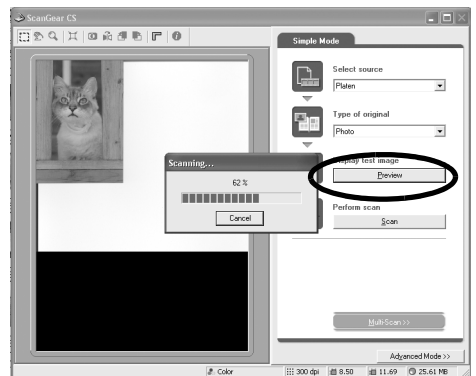 ScanGear CS
Simple Mode
Select source
Platen
Type of original
Photo
Display test image
Preview
Perform scan
Scan
Scanning...
62 %
Cancel
Multi-Scan >>
Advanced Mode >>
Color
300 dpi
8.50
11.69
25.61 MB